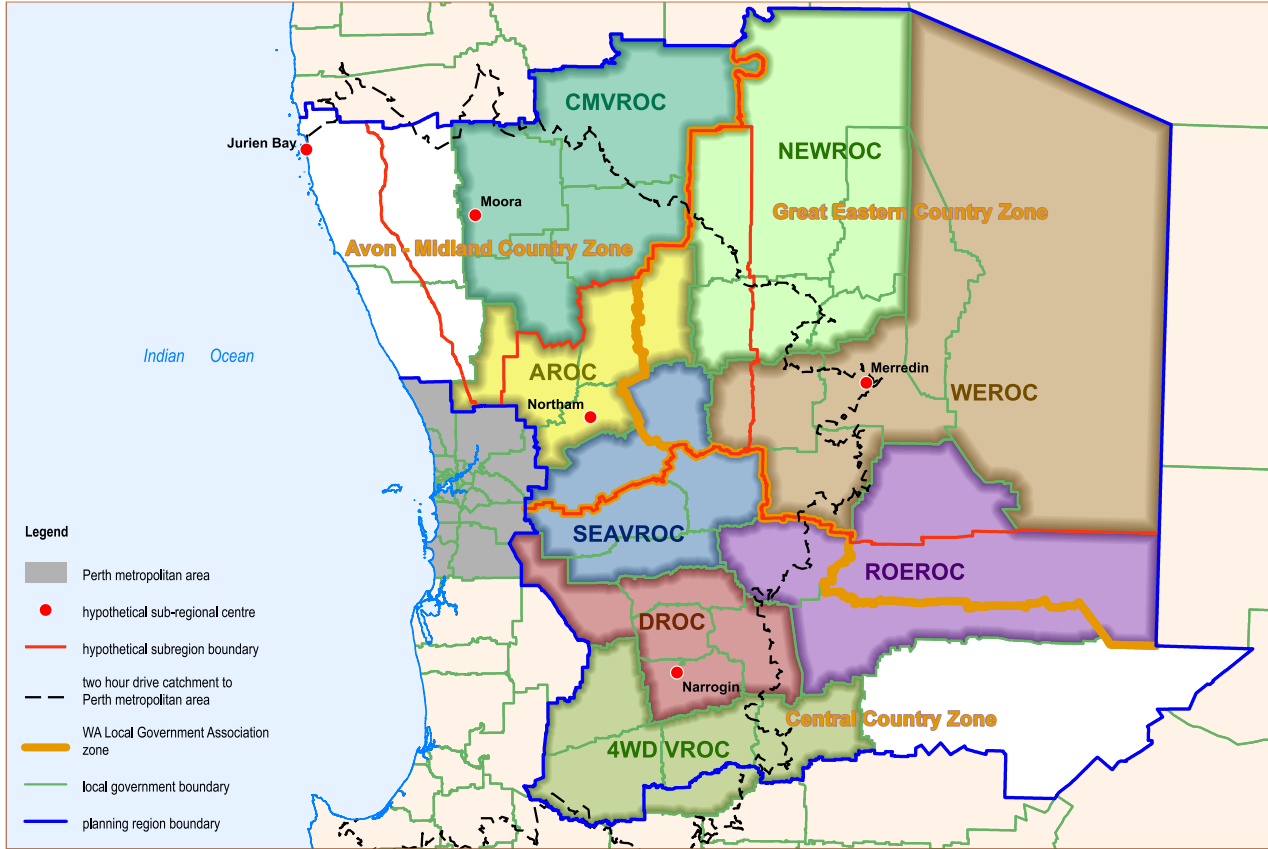 CMVROC
NEWROC
Jurien Bay
Moora
Great Eastern Country Zone
Avon - Midland Country Zone
Indian Ocean
AROC
Merredin
WEROC
Northam
SEAVROC
ROEROC
DROC
Narrogin
Central Country Zone
4WD VROC
Legend
Perth metropolitan area
hypothetical sub-regional centre
hypothetical subregion boundary
two hour drive catchment to
Perth metropolitan area
WA Local Government Association
zone
local government boundary
planning region boundary